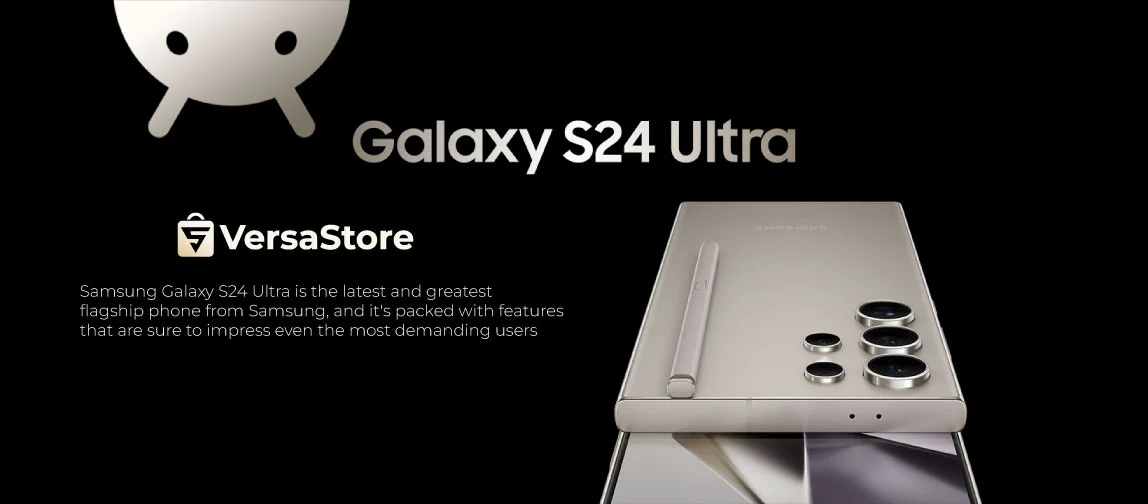 Galaxy S24 Ultra
VersaStore
Samsung Galaxy S24 Ultra is the latest and greatest
flagship phone from Samsung, and it's packed with features
that are sure to impress even the most demanding users
SAMSUNG